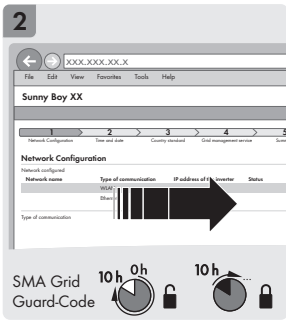 2
xxx.xxx.xx.x
File Edit View Favorites Tools Help
Sunny Boy XX
1 2 3 4 5
Network Configuration Time and date Country standard Grid management service
Network Configuration
Network configured
Network name Type of communication IP address of the inverter Status
WLAN
Type of communication
10 h 0 h 10 h ...
SMA Grid
Guard-Code